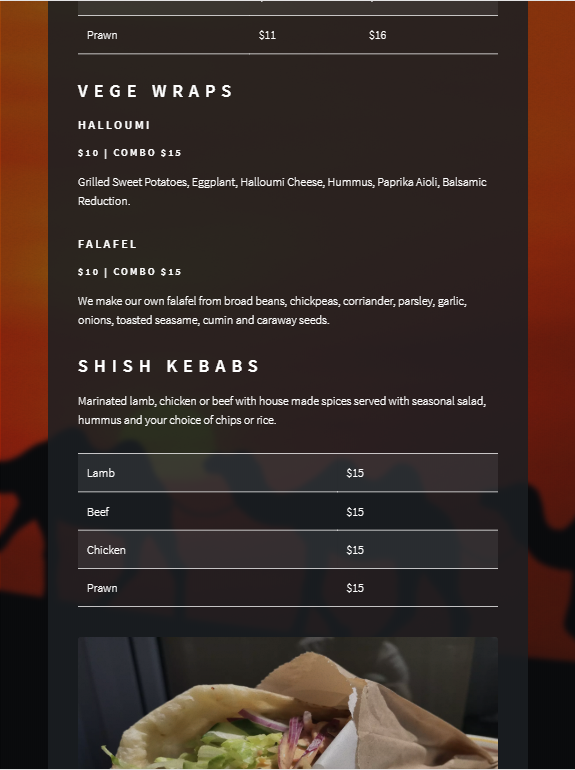 Prawn $11 $16
VEGE WRAPS
HALLOUMI
$10 | COMBO $15
Grilled Sweet Potatoes, Eggplant, Halloumi Cheese, Hummus, Paprika Aioli, Balsamic
Reduction.
FALAFEL
$10 | COMBO $15
We make our own falafel from broad beans, chickpeas, corriander, parsley, garlic,
onions, toasted seasame, cumin and caraway seeds.
SHISH KEBABS
Marinated lamb, chicken or beef with house made spices served with seasonal salad,
hummus and your choice of chips or rice.
Lamb $15
Beef $15
Chicken $15
Prawn $15